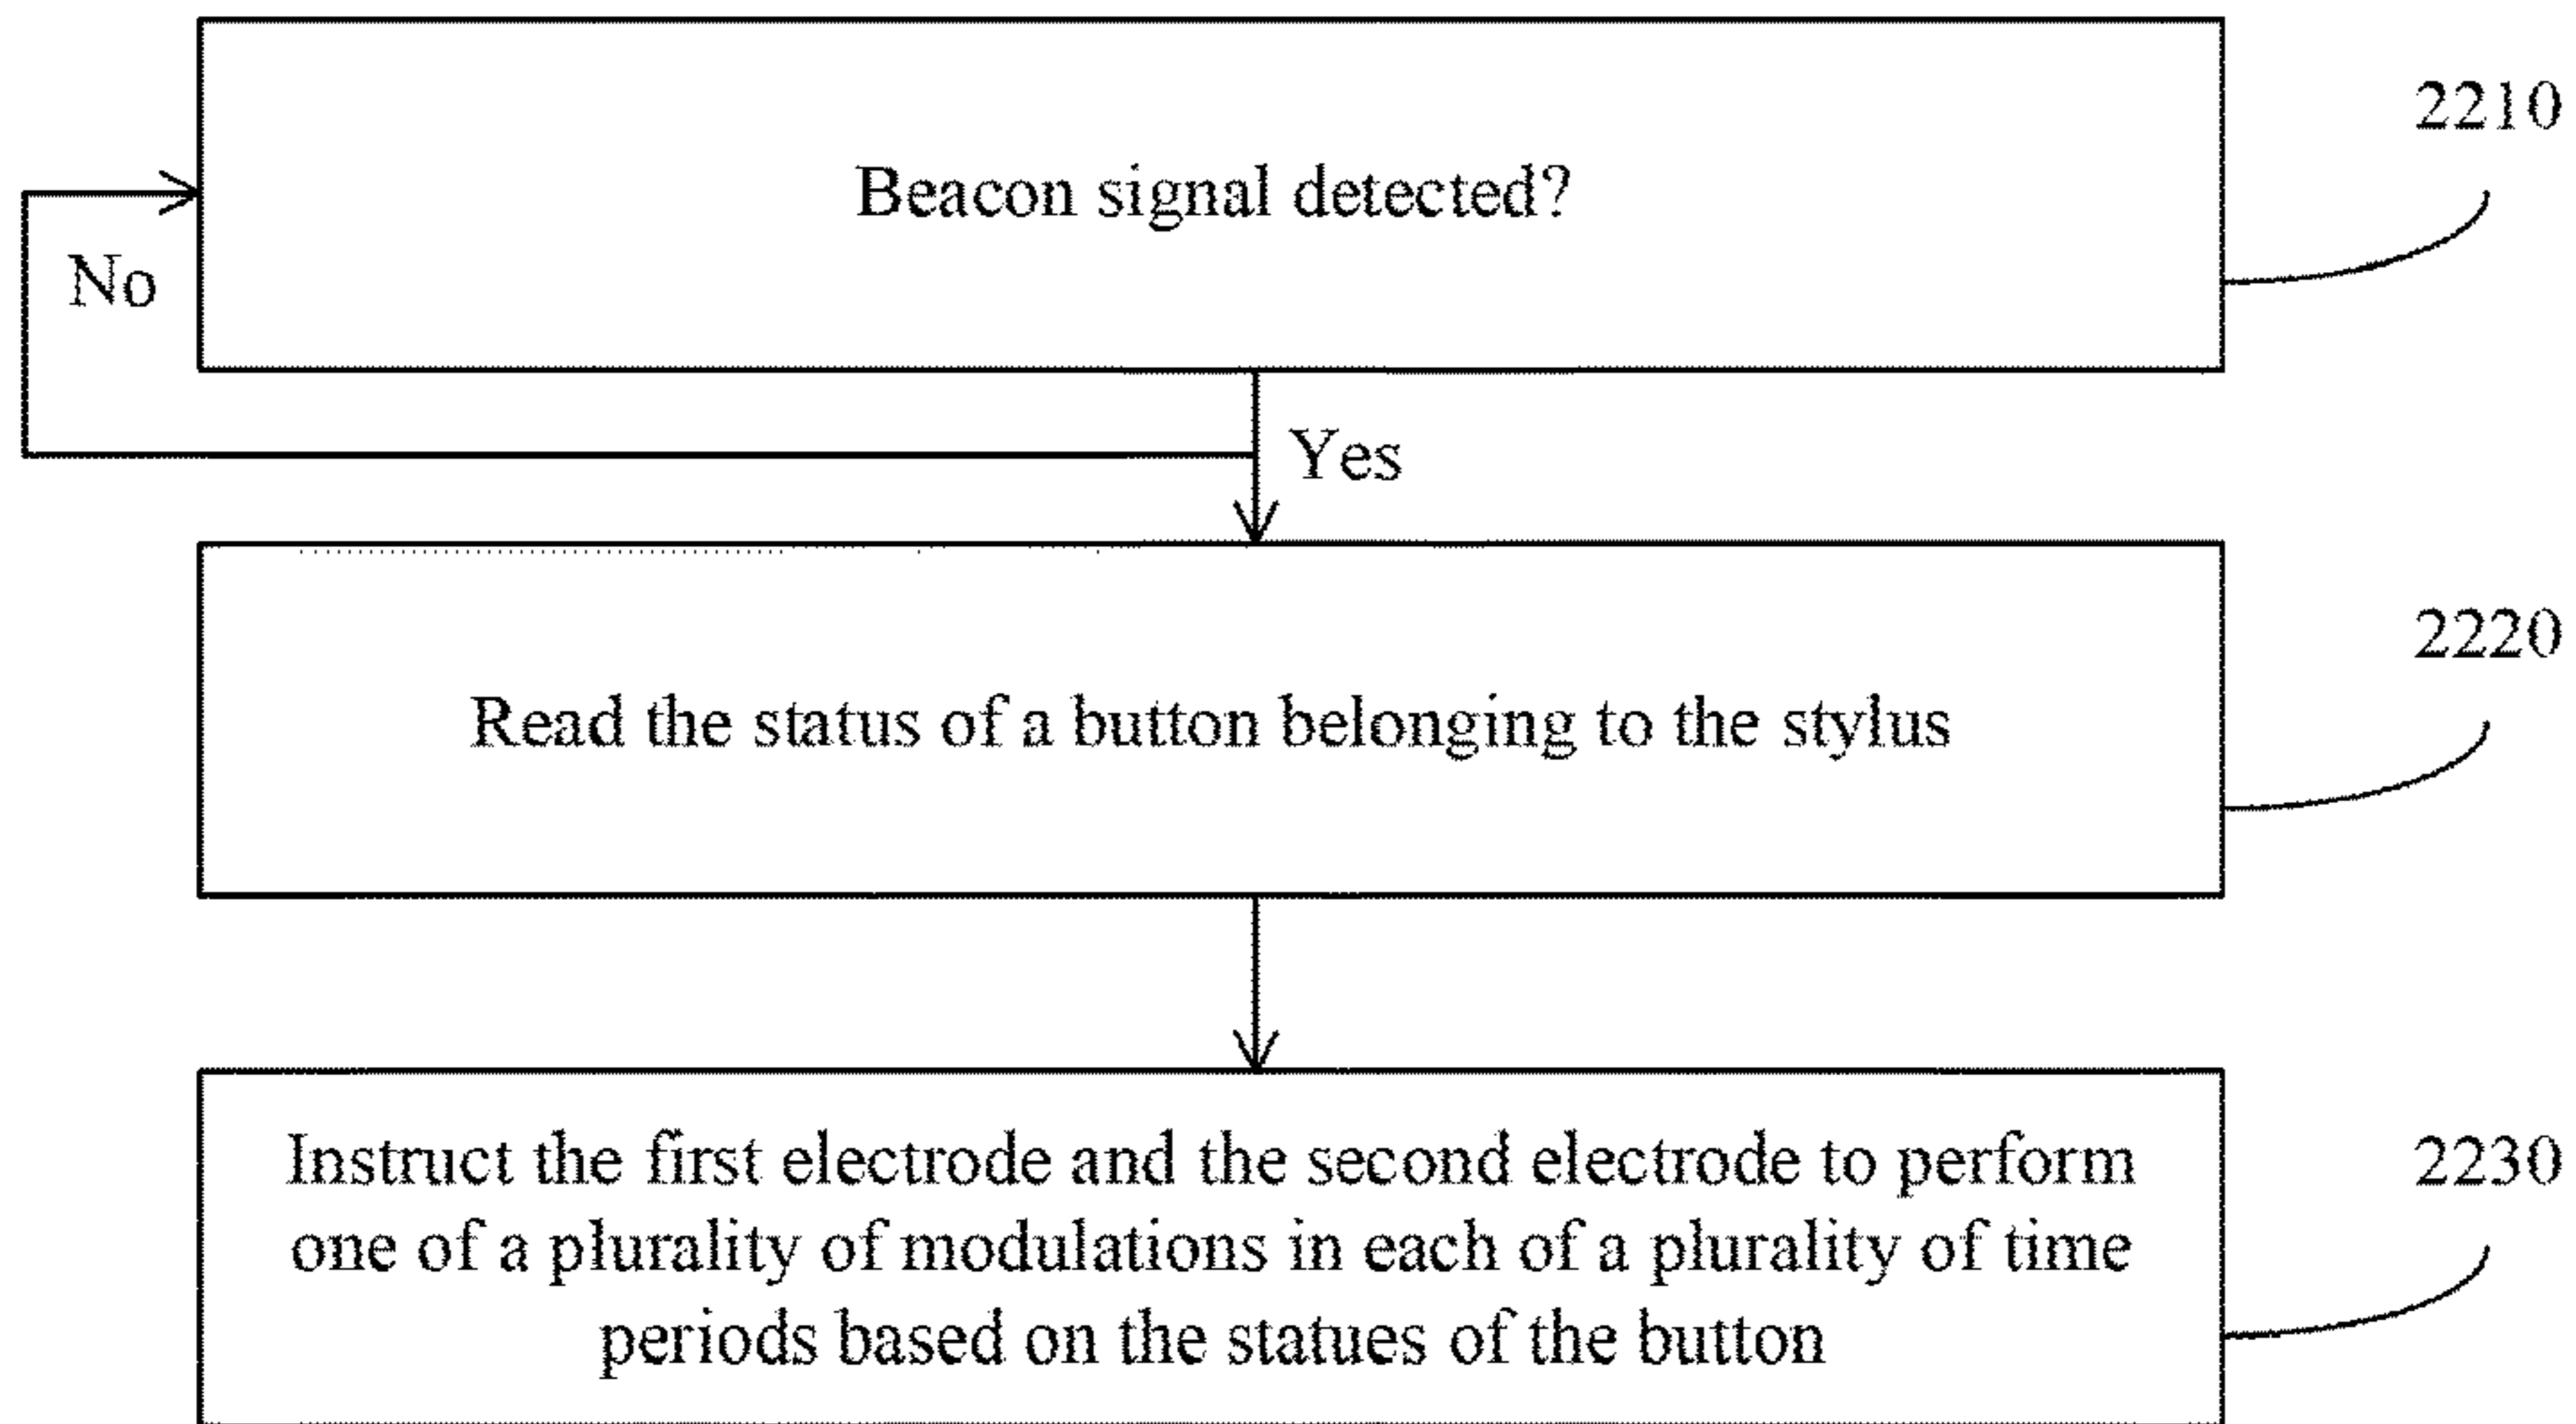 2210
Beacon signal detected?
No
Yes
2220
Read the status of a button belonging to the stylus
2230
Instruct the first electrode and the second electrode to perform
one of a plurality of modulations in each of a plurality of time
periods based on the statues of the button